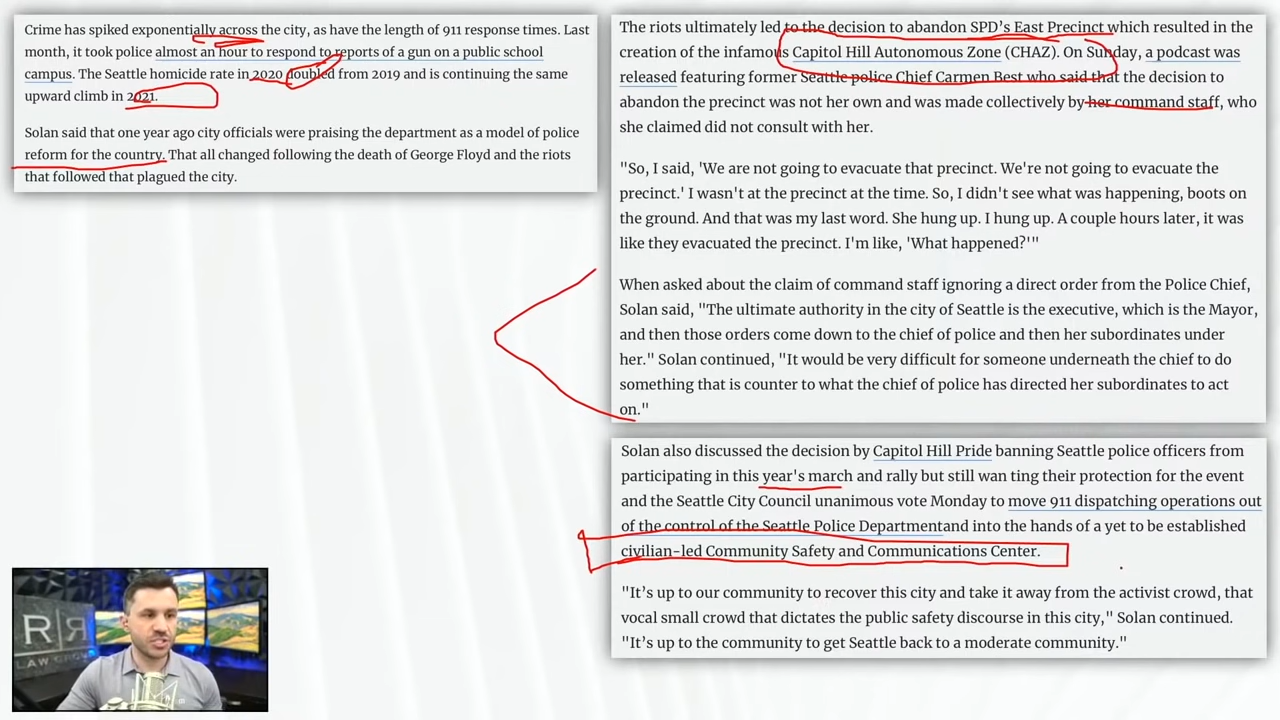 Crime has spiked exponentially across the city, as have the length of 911 response times. Last
month, it took police almost an hour to respond to reports of a gun on a public school
campus. The Seattle homicide rate in 2020 doubled from 2019 and is continuing the same
upward climb in 2021.
Solan said that one year ago city officials were praising the department as a model of police
reform for the country. That all changed following the death of George Floyd and the riots
that followed that plagued the city.
The riots ultimately led to the decision to abandon SPD's East Precinct which resulted in the
creation of the infamous Capitol Hill Autonomous Zone (CHAZ). On Sunday, a podcast was
released featuring former Seattle police Chief Carmen Best who said that the decision to
abandon the precinct was not her own and was made collectively by her command staff, who
she claimed did not consult with her.
"So, I said, 'We are not going to evacuate that precinct. We're not going to evacuate the
precinct.' I wasn't at the precinct at the time. So, I didn't see what was happening, boots on
the ground. And that was my last word. She hung up. I hung up. A couple hours later, it was
like they evacuated the precinct. I'm like, 'What happened?'"
When asked about the claim of command staff ignoring a direct order from the Police Chief,
Solan said, "The ultimate authority in the city of Seattle is the executive, which is the Mayor,
and then those orders come down to the chief of police and then her subordinates under
her." Solan continued, "It would be very difficult for someone underneath the chief to do
something that is counter to what the chief of police has directed her subordinates to act
on."
Solan also discussed the decision by Capitol Hill Pride banning Seattle police officers from
participating in this year's march and rally but still wan ting their protection for the event
and the Seattle City Council unanimous vote Monday to move 911 dispatching operations out
of the control of the Seattle Police Departmentand into the hands of a yet to be established
civilian-led Community Safety and Communications Center.
"It's up to our community to recover this city and take it away from the activist crowd, that
vocal small crowd that dictates the public safety discourse in this city," Solan continued.
"It's up to the community to get Seattle back to a moderate community."
R R
LAW GRO